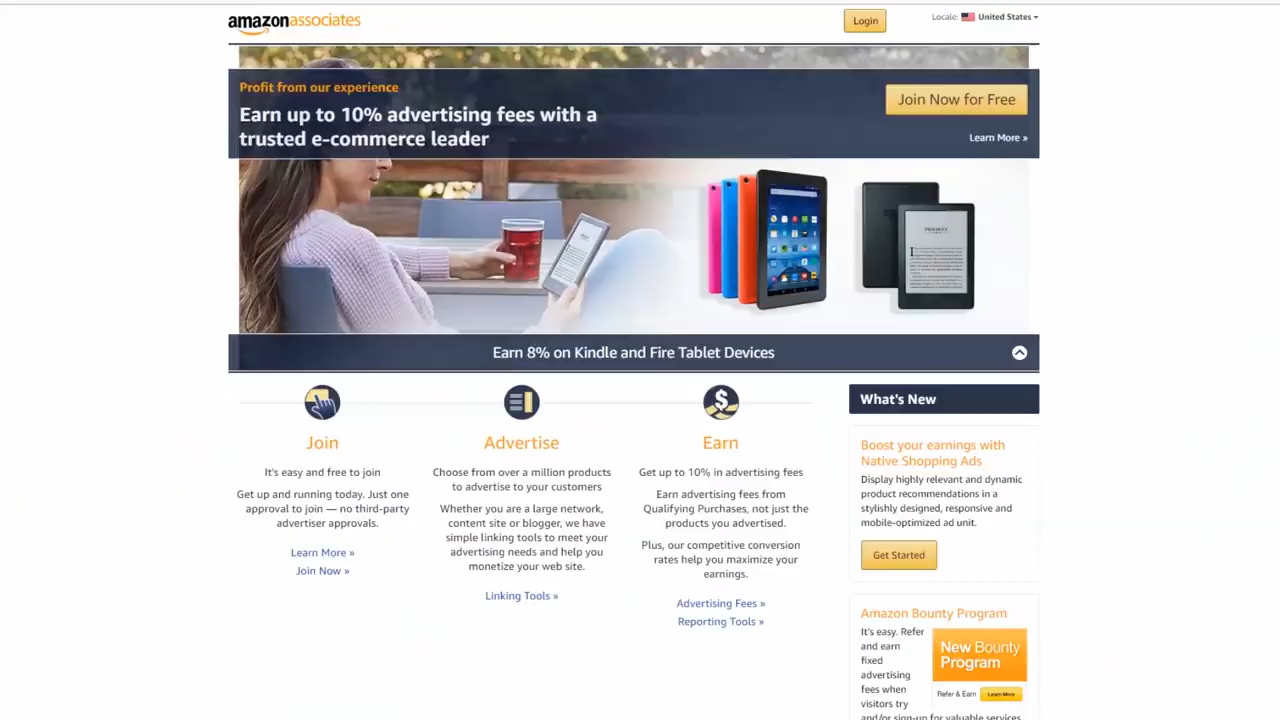 amazonassociates
Login
Locale: United States
Profit from our experience
Earn up to 10% advertising fees with a
trusted e-commerce leader
Join Now for Free
Learn More »
Earn 8% on Kindle and Fire Tablet Devices
Join
It's easy and free to join
Get up and running today. Just one
approval to join — no third-party
advertiser approvals.
Learn More »
Join Now »
Advertise
Choose from over a million products
to advertise to your customers
Whether you are a large network,
content site or blogger, we have
simple linking tools to meet your
advertising needs and help you
monetize your web site.
Linking Tools »
Earn
Get up to 10% in advertising fees
Earn advertising fees from
Qualifying Purchases, not just the
products you advertised.
Plus, our competitive conversion
rates help you maximize your
earnings.
Advertising Fees »
Reporting Tools »
What's New
Boost your earnings with
Native Shopping Ads
Display highly relevant and dynamic
product recommendations in a
stylishly designed, responsive and
mobile-optimized ad unit.
Get Started
Amazon Bounty Program
It's easy. Refer
and earn
fixed
advertising
fees when
visitors try
and/or sign-up for valuable services
New Bounty
Program
Refer & Earn
Learn More